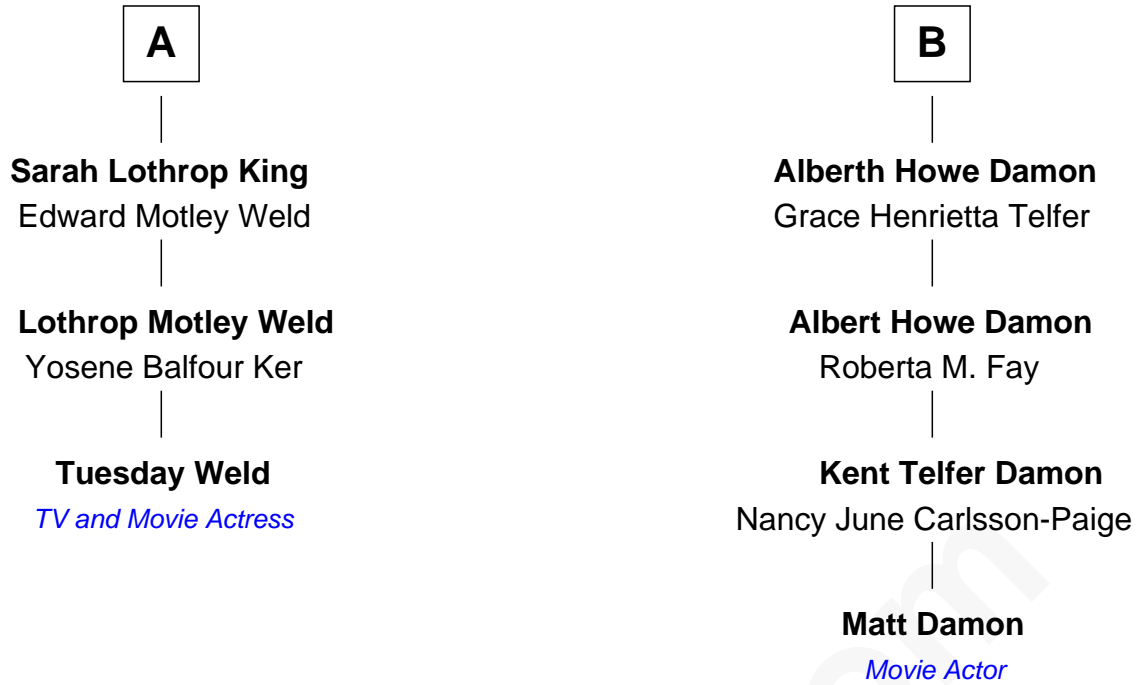 A
B
Sarah Lothrop King
Edward Motley Weld
Lothrop Motley Weld
Yosene Balfour Ker
Tuesday Weld
TV and Movie Actress
Alberth Howe Damon
Grace Henrietta Telfer
Albert Howe Damon
Roberta M. Fay
Kent Telfer Damon
Nancy June Carlsson-Paige
Matt Damon
Movie Actor
om